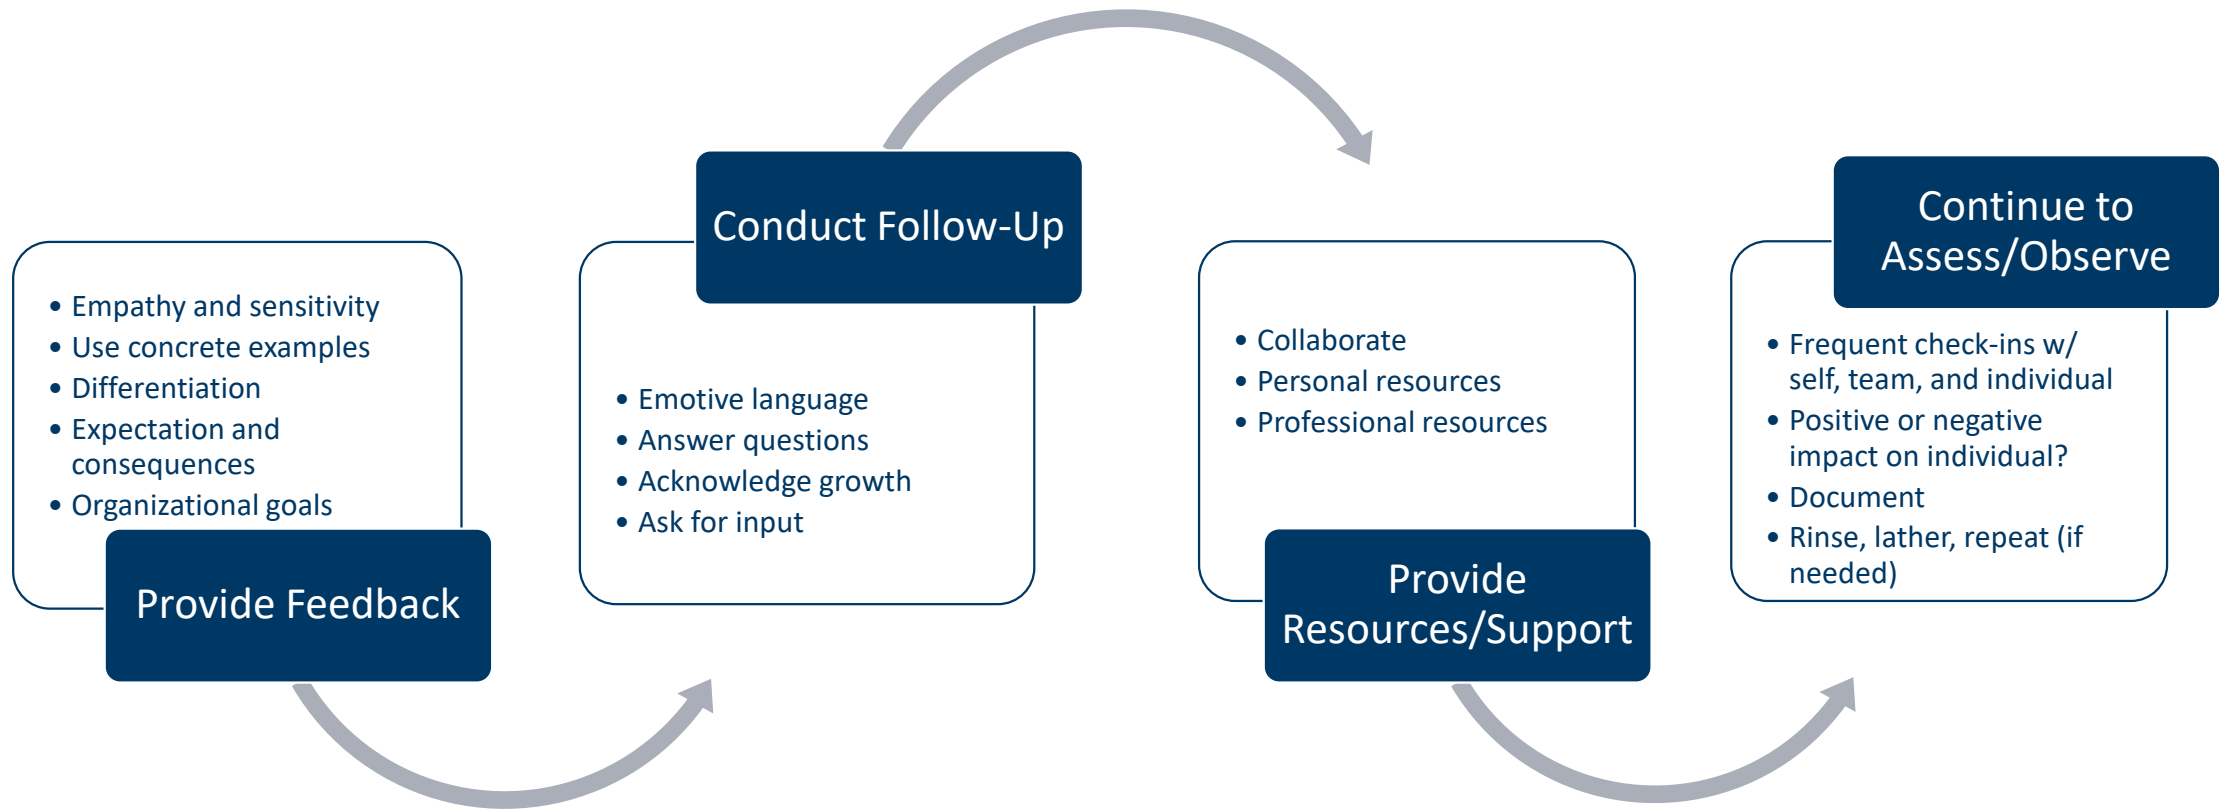 • Empathy and sensitivity
• Use concrete examples
• Differentiation
• Expectation and
consequences
• Organizational goals
Provide Feedback
Conduct Follow-Up
• Emotive language
• Answer questions
• Acknowledge growth
• Ask for input
• Collaborate
• Personal resources
• Professional resources
Provide
Resources/Support
Continue to
Assess/Observe
• Frequent check-ins w/
self, team, and individual
• Positive or negative
impact on individual?
• Document
• Rinse, lather, repeat (if
needed)